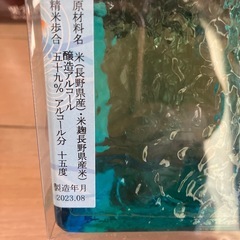 原材料名 米(長野県産)・米麹(長野県産米)
醸造アルコール
精米歩合 五十九% アルコール分 十五度
製造年月
2023.08